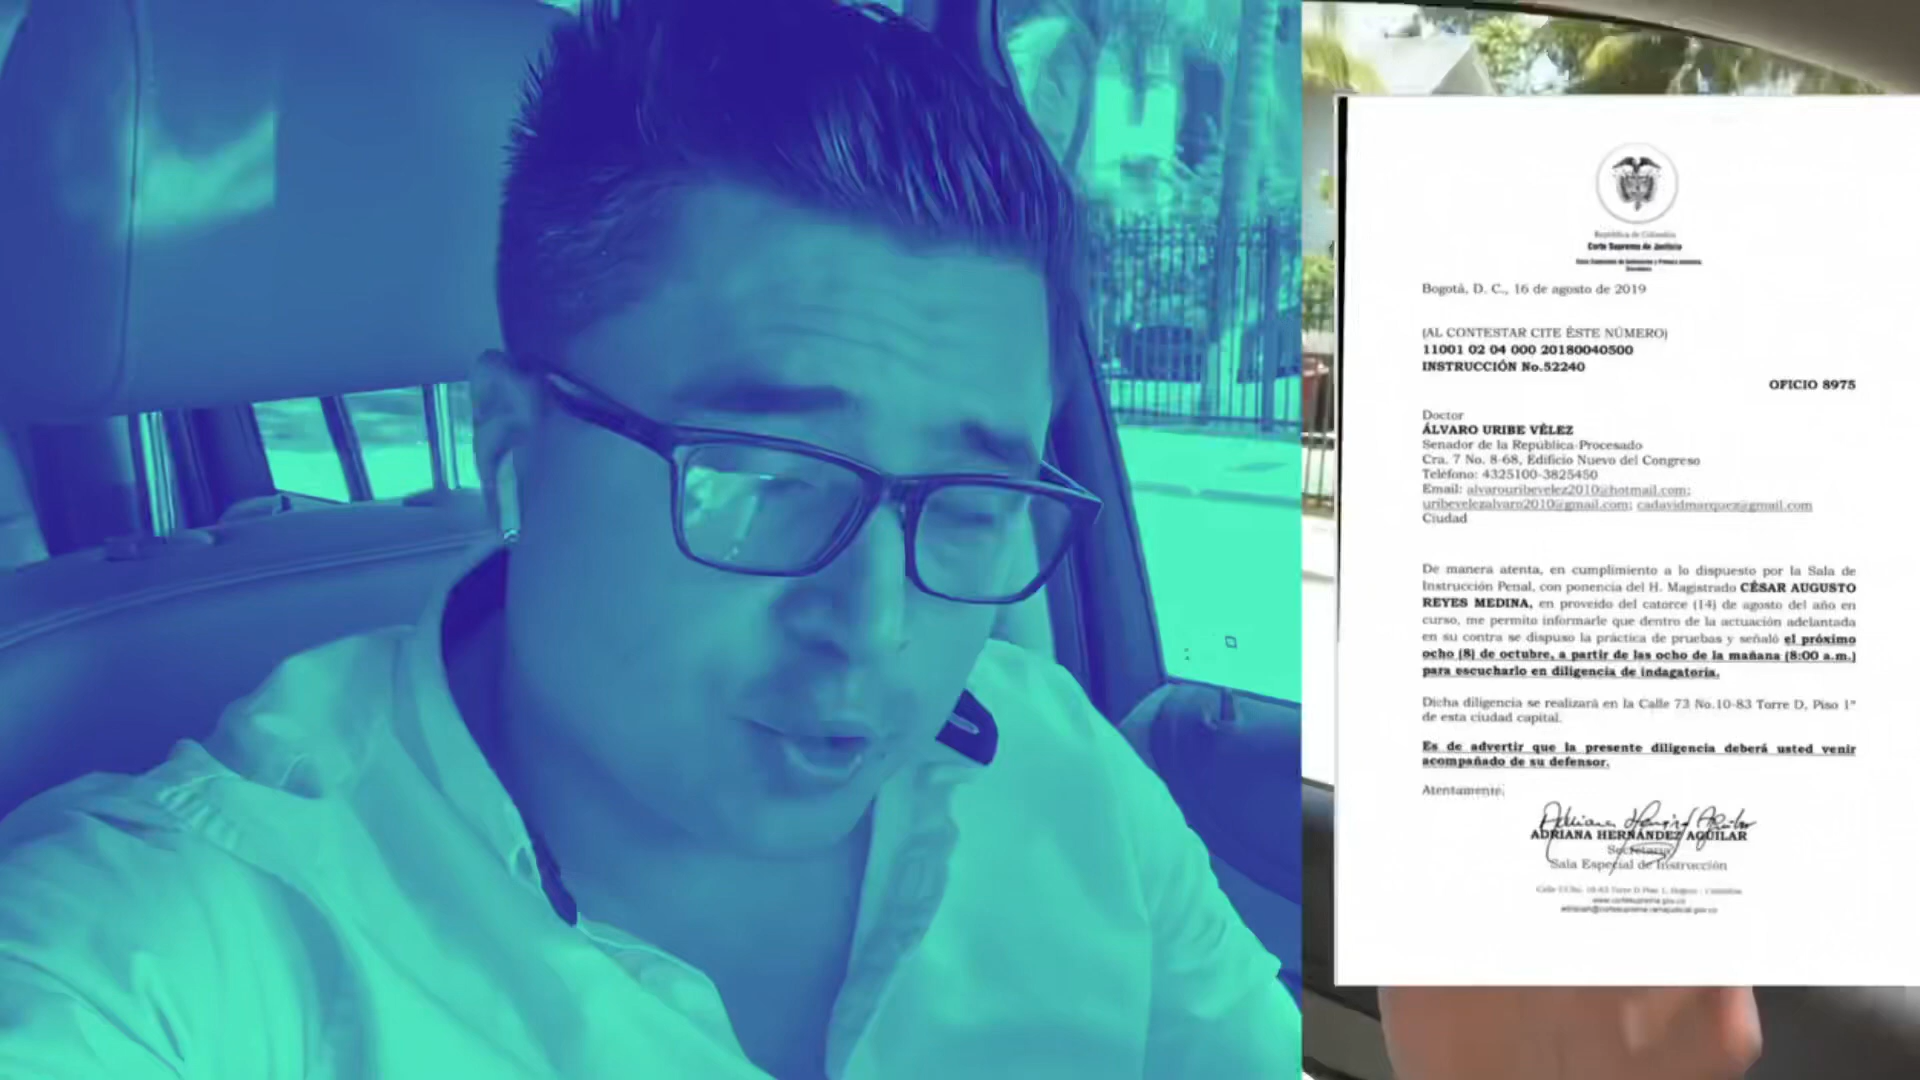 República de Colombia
Corte Suprema de Justicia
Bogotá, D. C., 16 de agosto de 2019
(AL CONTESTAR CITE ÉSTE NÚMERO)
11001 02 04 000 20180040500
INSTRUCCIÓN No.52240
OFICIO 8975
Doctor
ÁLVARO URIBE VÉLEZ
Senador de la República-Procesado
Cra. 7 No. 8-68, Edificio Nuevo del Congreso
Teléfono: 4325100-3825450
Email: alvarouribevelez2010@hotmail.com;
uribevelezalvaro2010@gmail.com; cadavidmarquez@gmail.com
Ciudad
De manera atenta, en cumplimiento a lo dispuesto por la Sala de
Instrucción Penal, con ponencia del H. Magistrado CÉSAR AUGUSTO
REYES MEDINA, en proveído del catorce (14) de agosto del año en
curso, me permito informarle que dentro de la actuación adelantada
en su contra se dispuso la práctica de pruebas y señaló el próximo
ocho (8) de octubre, a partir de las ocho de la mañana (8:00 a.m.)
para escucharlo en diligencia de indagatoria.
Dicha diligencia se realizará en la Calle 73 No.10-83 Torre D, Piso 1°
de esta ciudad capital.
Es de advertir que la presente diligencia deberá usted venir
acompañado de su defensor.
Atentamente,
ADRIANA HERNÁNDEZ AGUILAR
Secretaria
Sala Especial de Instrucción